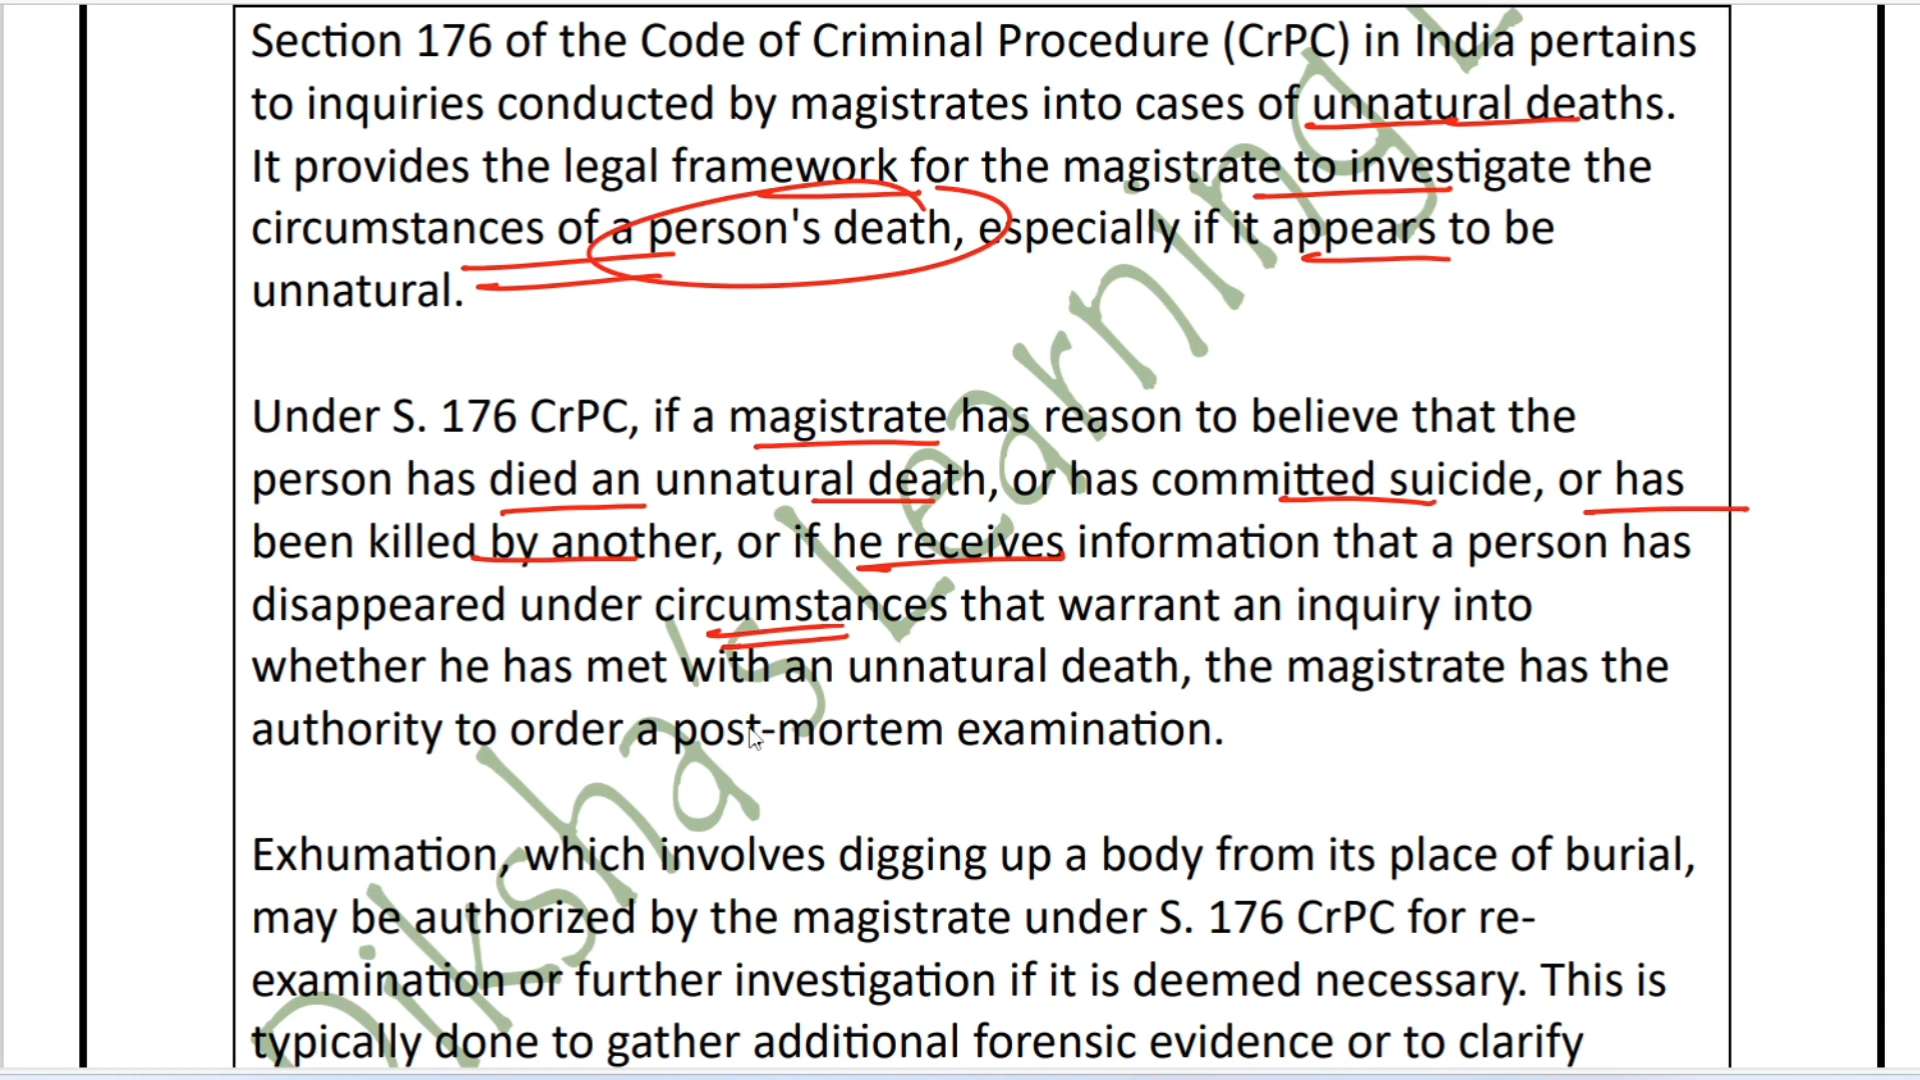 Section 176 of the Code of Criminal Procedure (CrPC) in India pertains
to inquiries conducted by magistrates into cases of unnatural deaths.
It provides the legal framework for the magistrate to investigate the
circumstances of a person's death, especially if it appears to be
unnatural.
Under S. 176 CrPC, if a magistrate has reason to believe that the
person has died an unnatural death, or has committed suicide, or has
been killed by another, or if he receives information that a person has
disappeared under circumstances that warrant an inquiry into
whether he has met with an unnatural death, the magistrate has the
authority to order a post-mortem examination.
Exhumation, which involves digging up a body from its place of burial,
may be authorized by the magistrate under S. 176 CrPC for re-
examination or further investigation if it is deemed necessary. This is
typically done to gather additional forensic evidence or to clarify
Diksha's Learning L